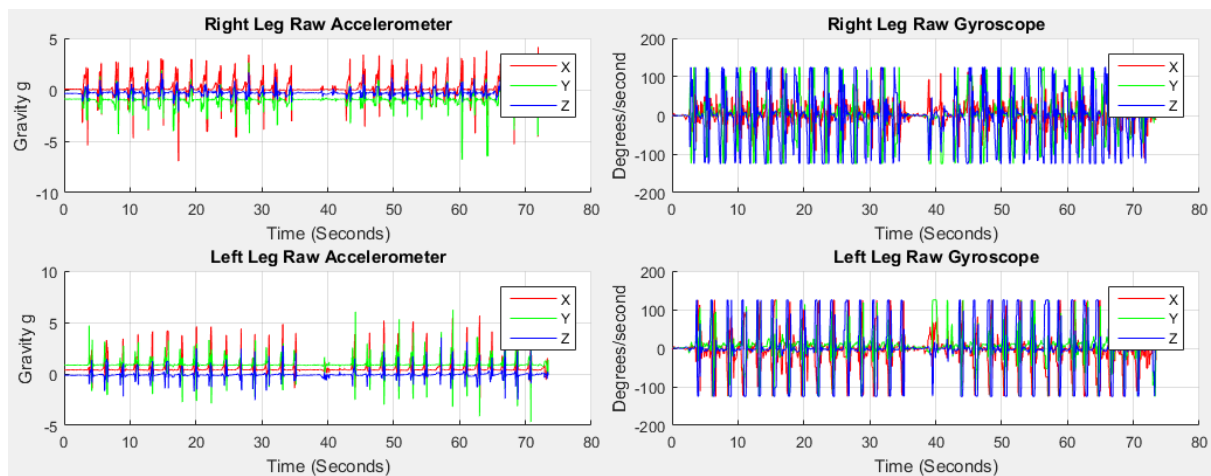 Right Leg Raw Accelerometer
5
0
-5
-10
Gravity g
X
Y
Z
0 10 20 30 40 50 60 70 80
Time (Seconds)
Right Leg Raw Gyroscope
200
100
0
-100
-200
Degrees/second
X
Y
Z
0 10 20 30 40 50 60 70 80
Time (Seconds)
Left Leg Raw Accelerometer
10
5
0
-5
Gravity g
X
Y
Z
0 10 20 30 40 50 60 70 80
Time (Seconds)
Left Leg Raw Gyroscope
200
100
0
-100
-200
Degrees/second
X
Y
Z
0 10 20 30 40 50 60 70 80
Time (Seconds)